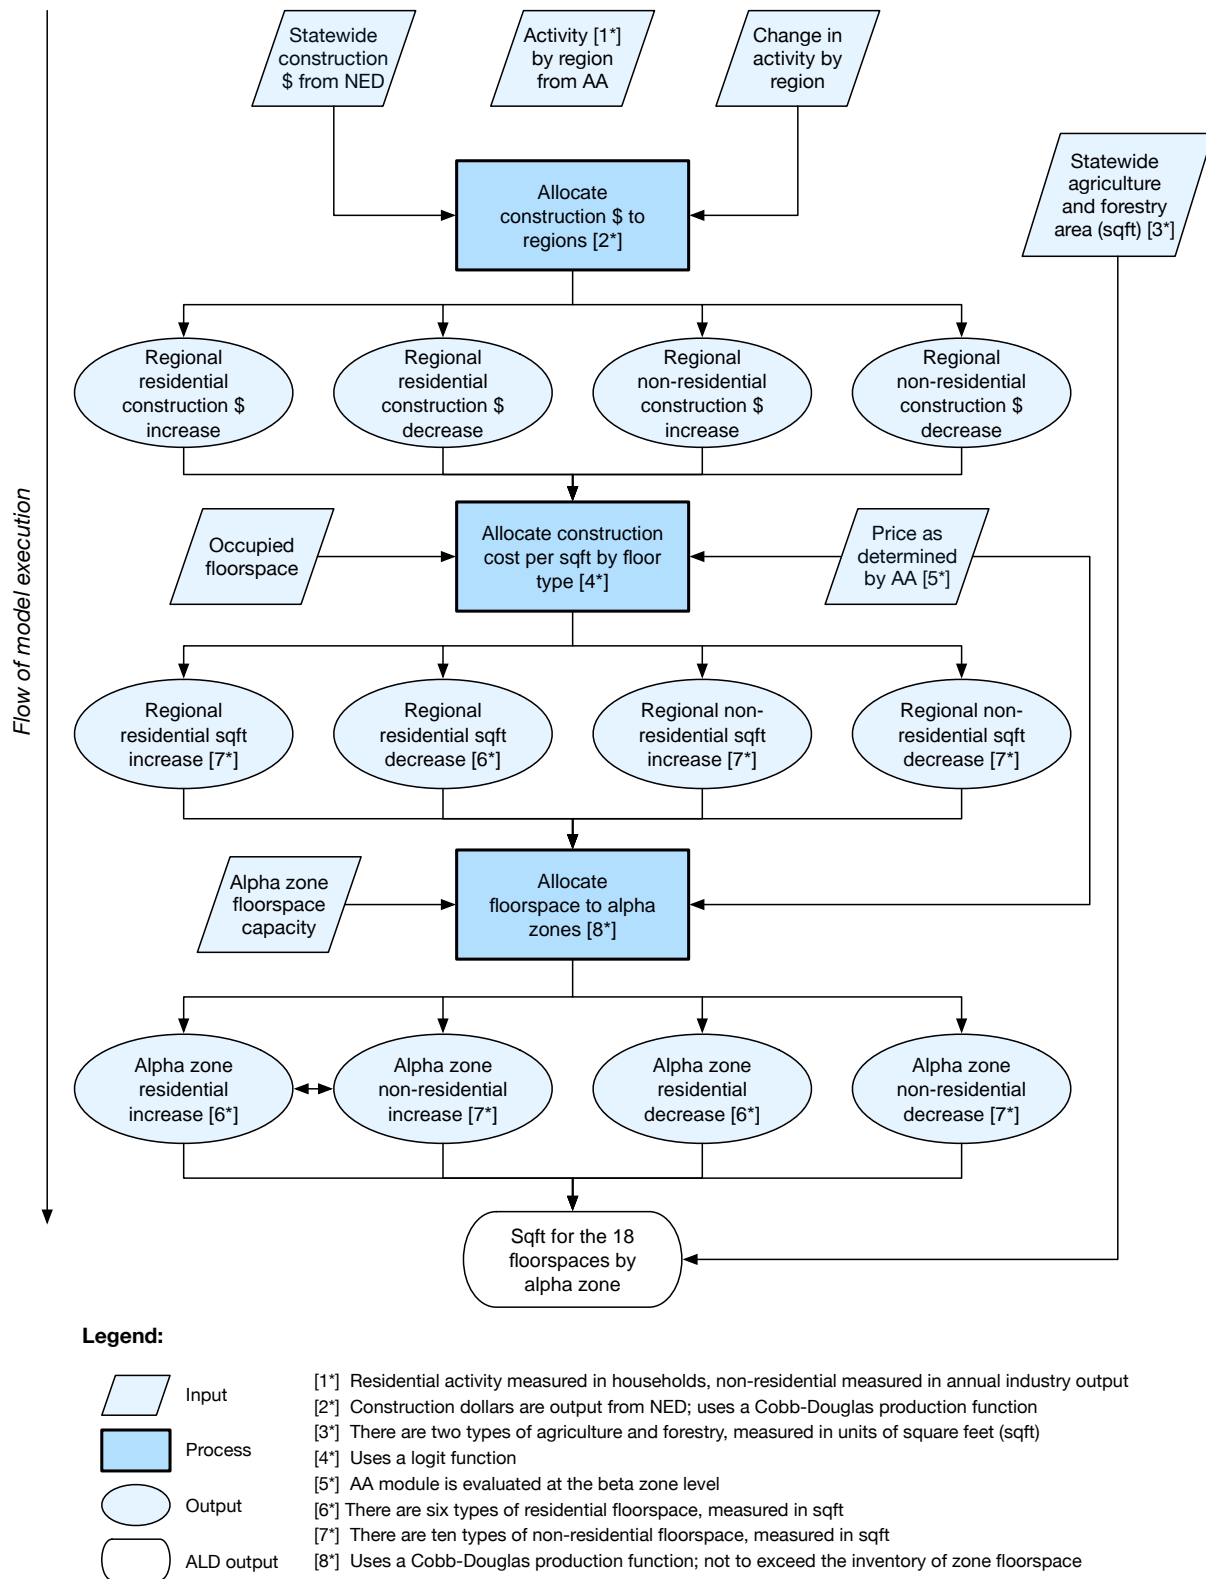 Statewide
construction
$ from NED
Activity [1*]
by region
from AA
Change in
activity by
region
Statewide
agriculture
and forestry
area (sqft) [3*]
Allocate
construction $ to
regions [2*]
Regional
residential
construction $
increase
Regional
residential
construction $
decrease
Regional
non-residential
construction $
increase
Regional
non-residential
construction $
decrease
Flow of model execution
Occupied
floorspace
Allocate construction
cost per sqft by floor
type [4*]
Price as
determined
by AA [5*]
Regional
residential sqft
increase [7*]
Regional
residential sqft
decrease [6*]
Regional non-
residential sqft
increase [7*]
Regional non-
residential sqft
decrease [7*]
Alpha zone
floorspace
capacity
Allocate
floorspace to alpha
zones [8*]
Alpha zone
residential
increase [6*]
Alpha zone
non-residential
increase [7*]
Alpha zone
residential
decrease [6*]
Alpha zone
non-residential
decrease [7*]
Sqft for the 18
floorspaces by
alpha zone
Legend:
Input
Process
Output
ALD output
[1*] Residential activity measured in households, non-residential measured in annual industry output
[2*] Construction dollars are output from NED; uses a Cobb-Douglas production function
[3*] There are two types of agriculture and forestry, measured in units of square feet (sqft)
[4*] Uses a logit function
[5*] AA module is evaluated at the beta zone level
[6*] There are six types of residential floorspace, measured in sqft
[7*] There are ten types of non-residential floorspace, measured in sqft
[8*] Uses a Cobb-Douglas production function; not to exceed the inventory of zone floorspace